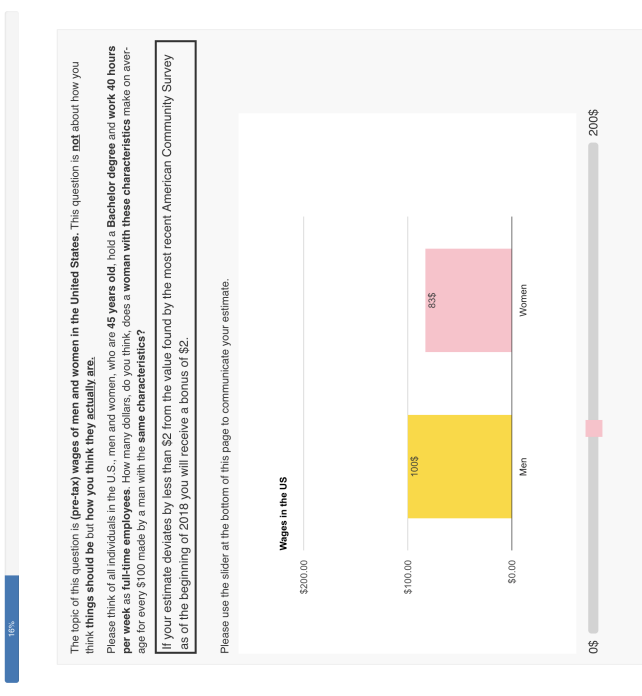 16%
The topic of this question is (pre-tax) wages of men and women in the United States. This question is not about how you
think things should be but how you think they actually are.
Please think of all individuals in the U.S., men and women, who are 45 years old, hold a Bachelor degree and work 40 hours
per week as full-time employees. How many dollars, do you think, does a woman with these characteristics make on aver-
age for every $100 made by a man with the same characteristics?
If your estimate deviates by less than $2 from the value found by the most recent American Community Survey
as of the beginning of 2018 you will receive a bonus of $2.
Please use the slider at the bottom of this page to communicate your estimate.
Wages in the US
$200.00
$100.00
$0.00
100$
83$
Men
Women
0$
200$